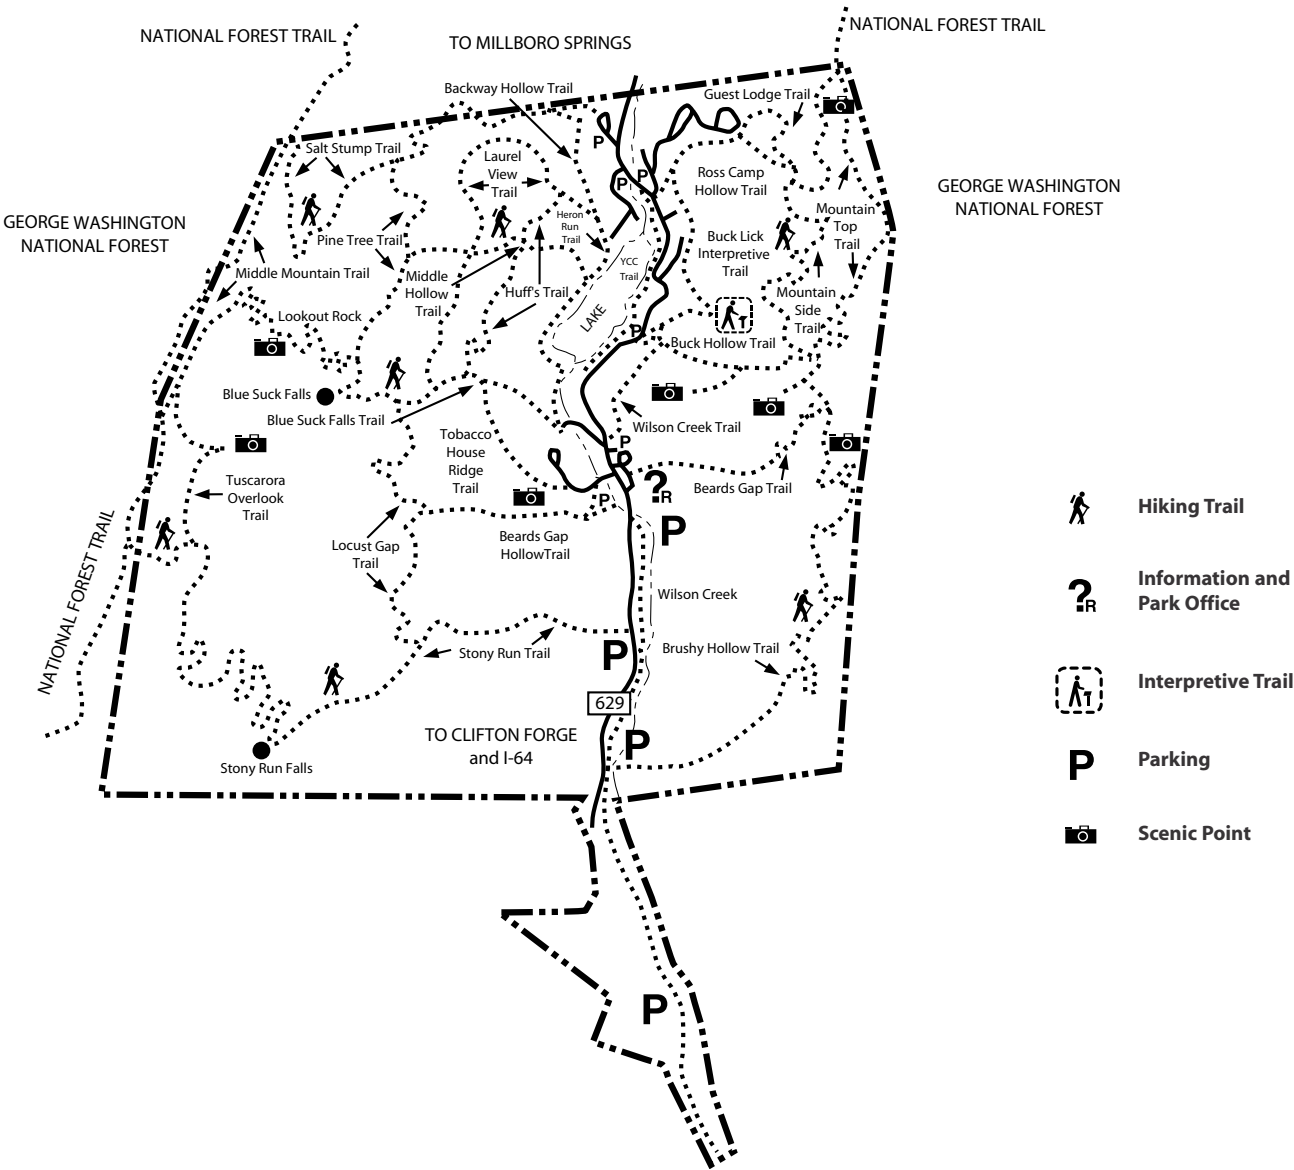 NATIONAL FOREST TRAIL
TO MILLBORO SPRINGS
NATIONAL FOREST TRAIL
Backway Hollow Trail
Guest Lodge Trail
P
Salt Stump Trail
Laurel
View
Trail
P
P
Ross Camp
Hollow Trail
GEORGE WASHINGTON
NATIONAL FOREST
GEORGE WASHINGTON
NATIONAL FOREST
Pine Tree Trail
Heron
Run
Trail
Mountain
Top
Trail
Buck Lick
Interpretive
Trail
YCC
Trail
Middle Mountain Trail
Middle
Hollow
Trail
Huff's Trail
Mountain
Side
Trail
Lookout Rock
LAKE
P
Buck Hollow Trail
Blue Suck Falls
Blue Suck Falls Trail
Wilson Creek Trail
Tobacco
House
Ridge
Trail
P
Tuscarora
Overlook
Trail
?R
P
Beards Gap Trail
Hiking Trail
P
Locust Gap
Trail
Beards Gap
HollowTrail
NATIONAL FOREST TRAIL
?R
Information and
Park Office
Wilson Creek
Stony Run Trail
P
Brushy Hollow Trail
Interpretive Trail
629
TO CLIFTON FORGE
and I-64
P
Stony Run Falls
P
Parking
Scenic Point
P